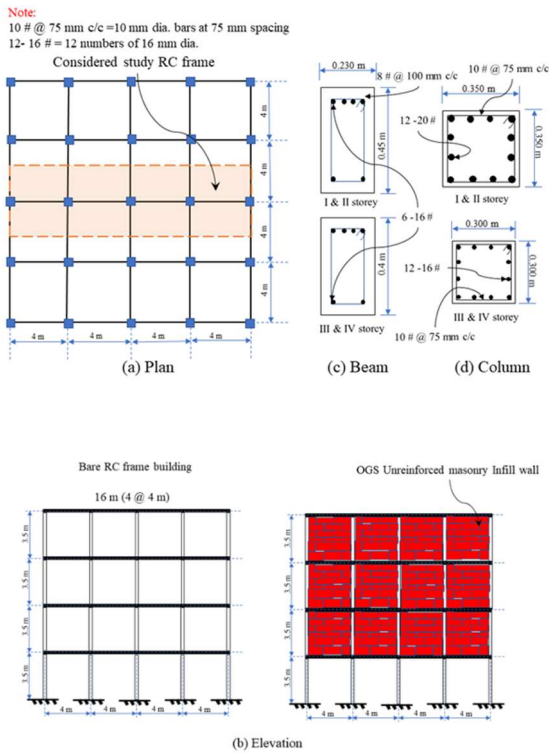 Note:
10 # @ 75 mm c/c =10 mm dia. bars at 75 mm spacing
12- 16 # = 12 numbers of 16 mm dia.
Considered study RC frame
4 m
4 m
4 m
4 m
4 m
4 m
4 m
4 m
(a) Plan
0.230 m
8 # @ 100 mm c/c
0.45 m
I & II storey
6 -16 #
0.4 m
III & IV storey
(c) Beam
10 # @ 75 mm c/c
0.350 m
12 -20 #
0.350 m
I & II storey
0.300 m
12 -16 #
0.300 m
III & IV storey
10 # @ 75 mm c/c
(d) Column
Bare RC frame building
16 m (4 @ 4 m)
3.5 m
3.5 m
3.5 m
3.5 m
4 m
4 m
4 m
4 m
OGS Unreinforced masonry Infill wall
3.5 m
3.5 m
3.5 m
3.5 m
4 m
4 m
4 m
4 m
(b) Elevation